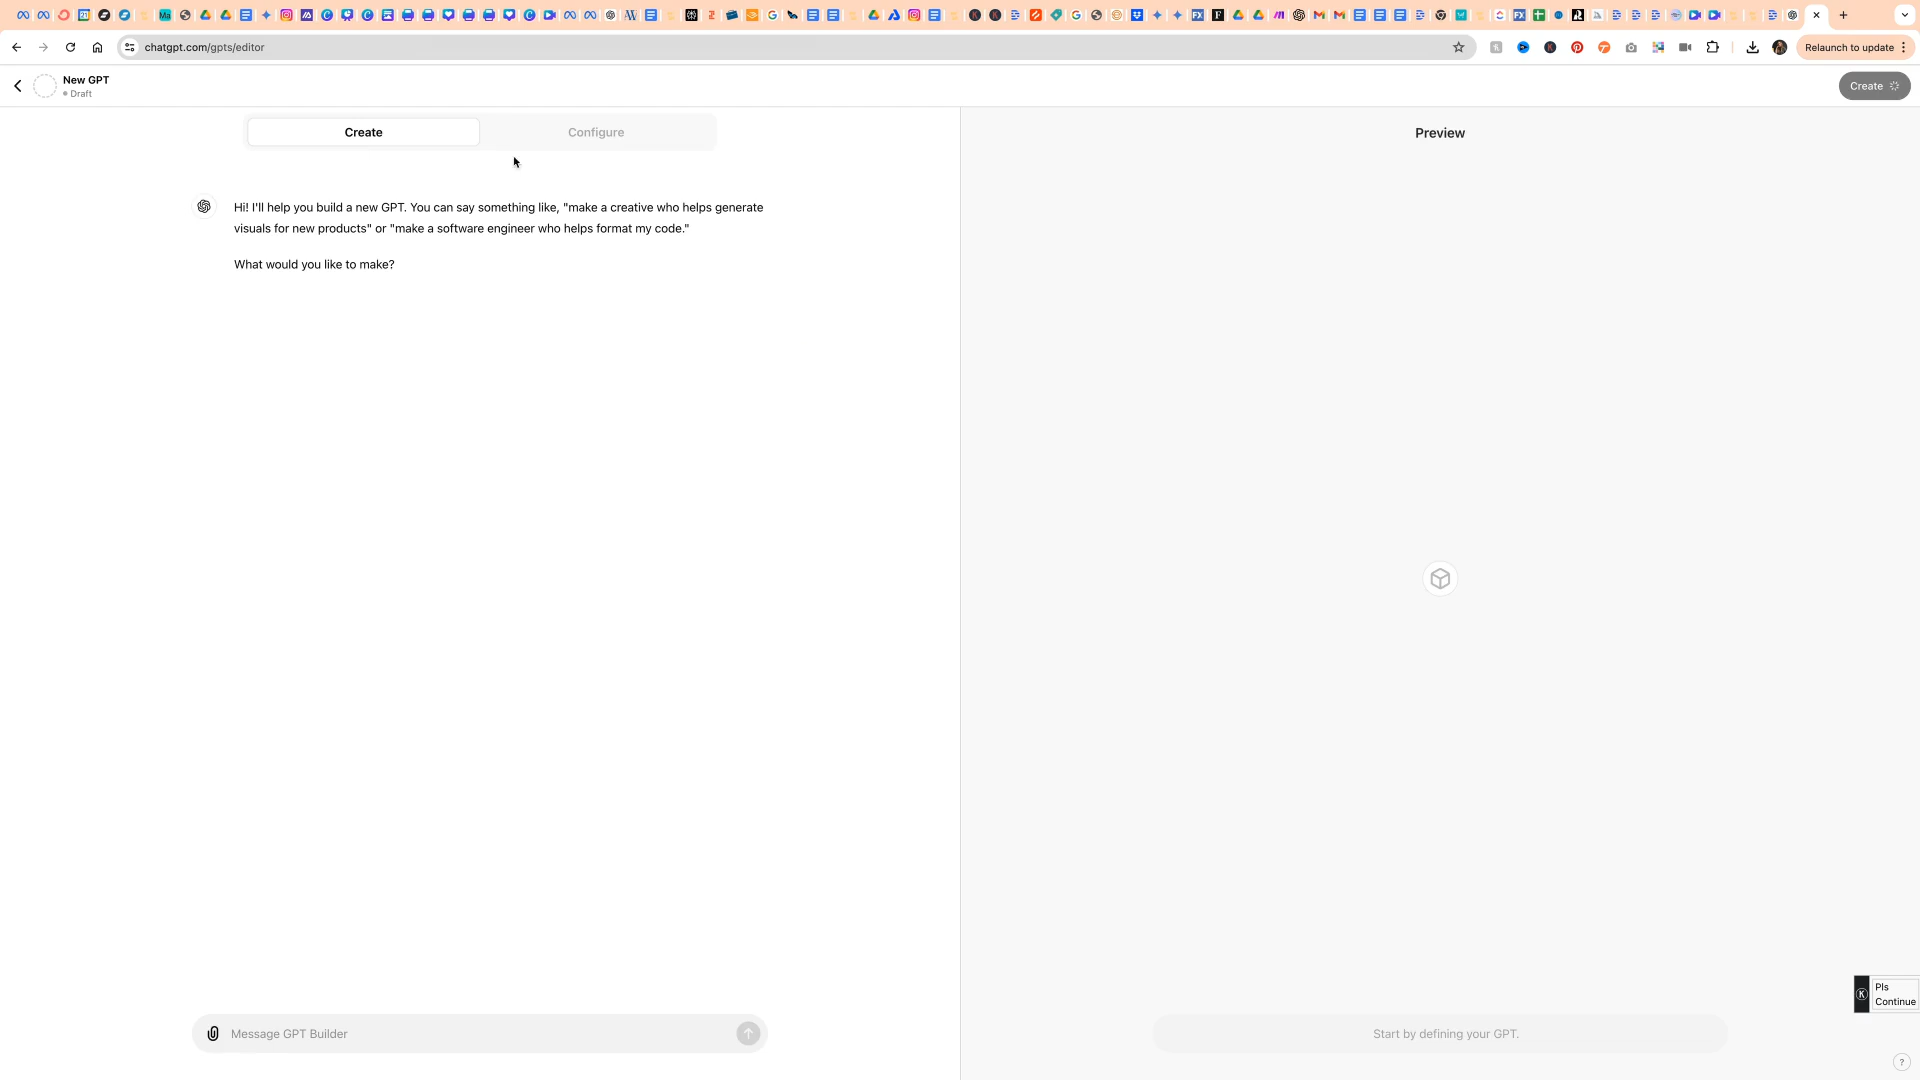 chatgpt.com/gpts/editor
Relaunch to update
New GPT
Draft
Create
Create
Configure
Preview
Hi! I'll help you build a new GPT. You can say something like, "make a creative who helps generate
visuals for new products" or "make a software engineer who helps format my code."
What would you like to make?
Pls
Continue
Message GPT Builder
Start by defining your GPT.
?